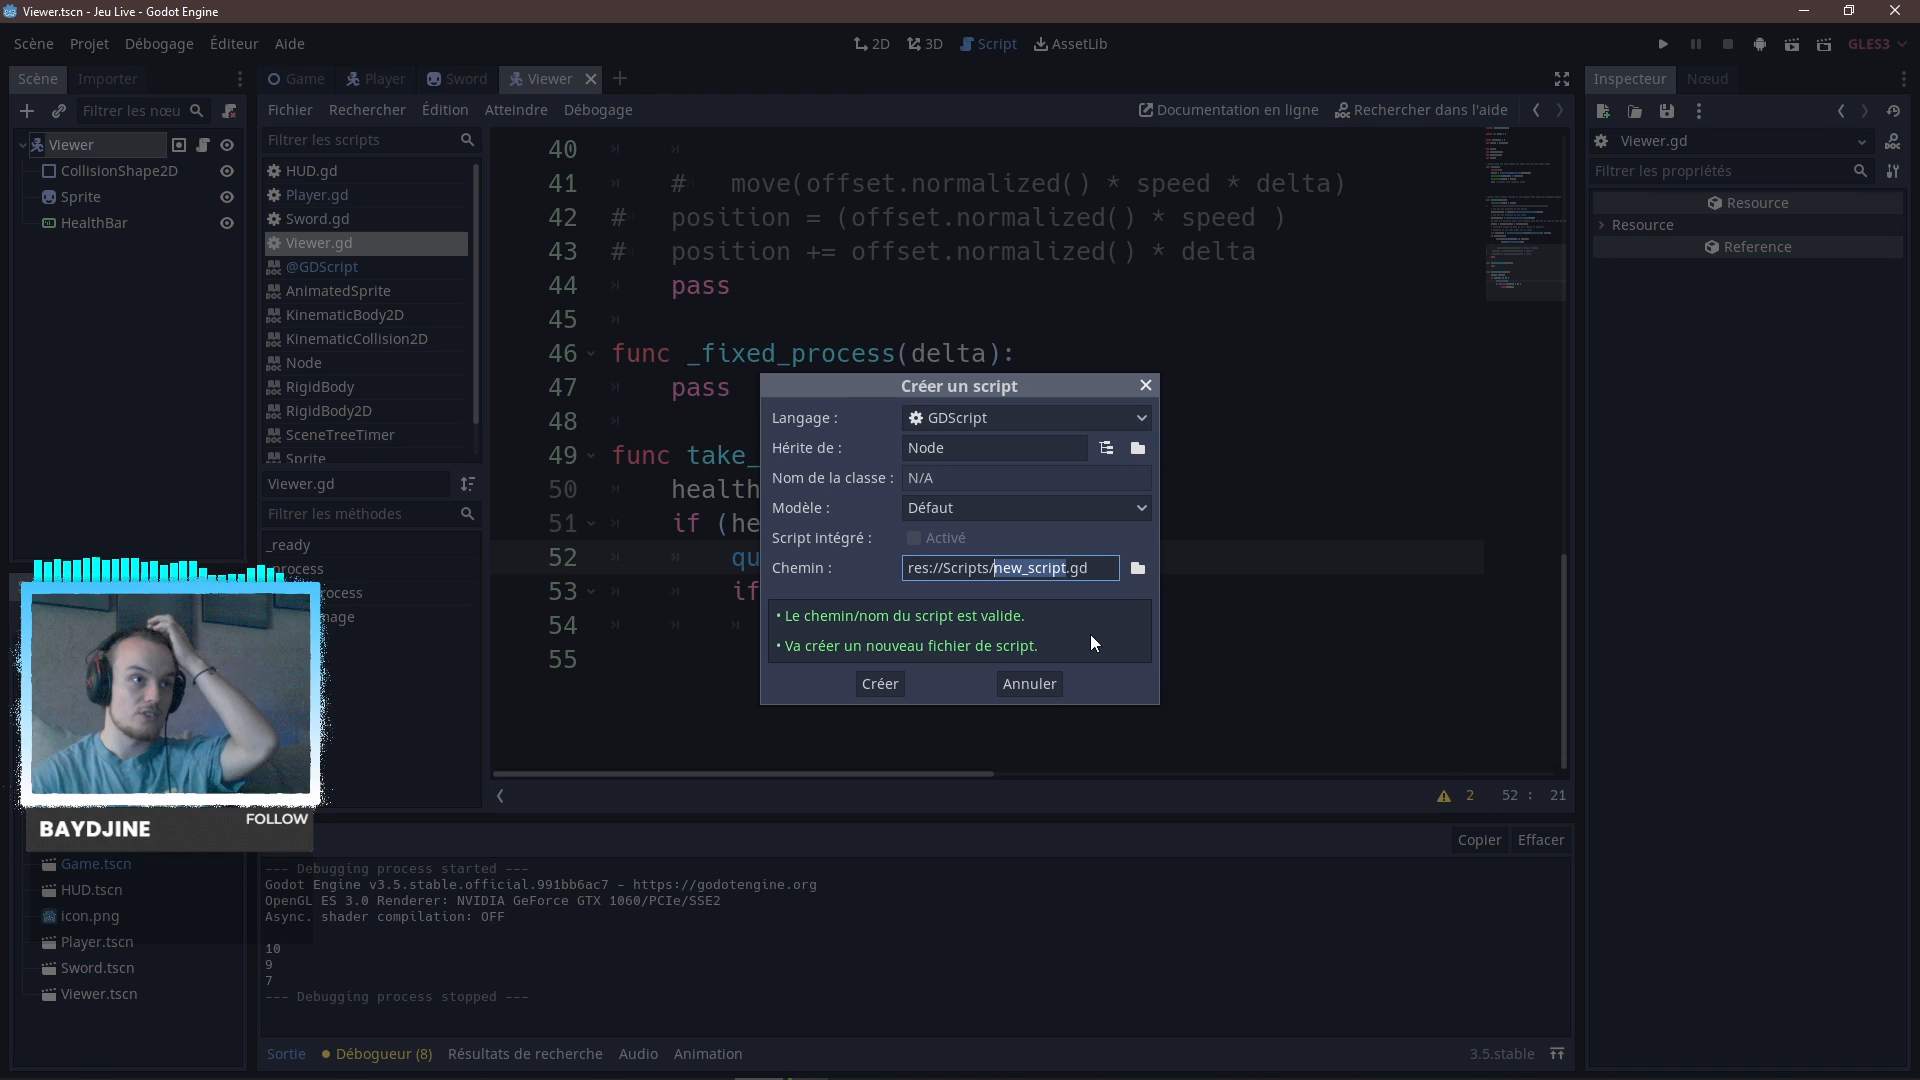 Viewer.tscn - Jeu Live - Godot Engine
Scène Projet Débogage Éditeur Aide
2D 3D Script AssetLib
GLES3
Scène Importer
Filtrer les nœu
Viewer
CollisionShape2D
Sprite
HealthBar
Game Player Sword Viewer
Fichier Rechercher Édition Atteindre Débogage
Documentation en ligne Rechercher dans l'aide
Filtrer les scripts
HUD.gd
Player.gd
Sword.gd
Viewer.gd
@GDScript
AnimatedSprite
KinematicBody2D
KinematicCollision2D
Node
RigidBody
RigidBody2D
SceneTreeTimer
Sprite
Viewer.gd
Filtrer les méthodes
_ready
process
rocess
mage
40
41 # move(offset.normalized() * speed * delta)
42 # position = (offset.normalized() * speed )
43 # position += offset.normalized() * delta
44 pass
45
46 func _fixed_process(delta):
47 pass
48
49 func take_
50 health
51 if (he
52 qu
53 if
54
55
2 52 : 21
Créer un script
Langage : GDScript
Hérite de : Node
Nom de la classe : N/A
Modèle : Défaut
Script intégré : Activé
Chemin : res://Scripts/new_script.gd
• Le chemin/nom du script est valide.
• Va créer un nouveau fichier de script.
Créer Annuler
Inspecteur Nœud
Viewer.gd
Filtrer les propriétés
Resource
Resource
Reference
BAYDJINE FOLLOW
Game.tscn
HUD.tscn
icon.png
Player.tscn
Sword.tscn
Viewer.tscn
Copier Effacer
--- Debugging process started ---
Godot Engine v3.5.stable.official.991bb6ac7 - https://godotengine.org
OpenGL ES 3.0 Renderer: NVIDIA GeForce GTX 1060/PCIe/SSE2
Async. shader compilation: OFF
10
9
7
--- Debugging process stopped ---
Sortie Débogueur (8) Résultats de recherche Audio Animation
3.5.stable